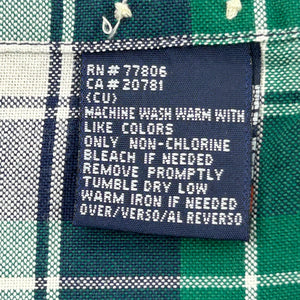 RN # 77806
CA # 20781
(CU)
MACHINE WASH WARM WITH
LIKE COLORS
ONLY NON-CHLORINE
BLEACH IF NEEDED
REMOVE PROMPTLY
TUMBLE DRY LOW
WARM IRON IF NEEDED
OVER/VERSO/AL REVERSO